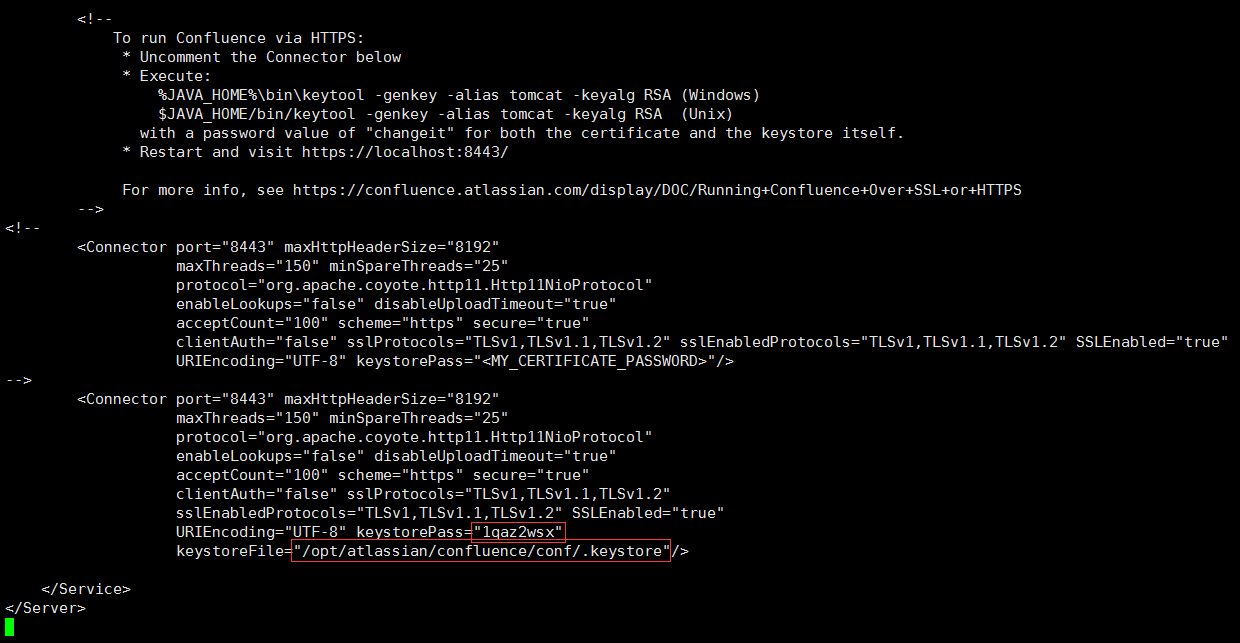 <!--
To run Confluence via HTTPS:
* Uncomment the Connector below
* Execute:
%JAVA_HOME%\bin\keytool -genkey -alias tomcat -keyalg RSA (Windows)
$JAVA_HOME/bin/keytool -genkey -alias tomcat -keyalg RSA  (Unix)
with a password value of "changeit" for both the certificate and the keystore itself.
* Restart and visit https://localhost:8443/
For more info, see https://confluence.atlassian.com/display/DOC/Running+Confluence+Over+SSL+or+HTTPS
-->
<!--
<Connector port="8443" maxHttpHeaderSize="8192"
maxThreads="150" minSpareThreads="25"
protocol="org.apache.coyote.http11.Http11NioProtocol"
enableLookups="false" disableUploadTimeout="true"
acceptCount="100" scheme="https" secure="true"
clientAuth="false" sslProtocols="TLSv1,TLSv1.1,TLSv1.2" sslEnabledProtocols="TLSv1,TLSv1.1,TLSv1.2" SSLEnabled="true"
URIEncoding="UTF-8" keystorePass="<MY_CERTIFICATE_PASSWORD>"/>
-->
<Connector port="8443" maxHttpHeaderSize="8192"
maxThreads="150" minSpareThreads="25"
protocol="org.apache.coyote.http11.Http11NioProtocol"
enableLookups="false" disableUploadTimeout="true"
acceptCount="100" scheme="https" secure="true"
clientAuth="false" sslProtocols="TLSv1,TLSv1.1,TLSv1.2"
sslEnabledProtocols="TLSv1,TLSv1.1,TLSv1.2" SSLEnabled="true"
URIEncoding="UTF-8" keystorePass="1qaz2wsx"
keystoreFile="/opt/atlassian/confluence/conf/.keystore"/>
</Service>
</Server>